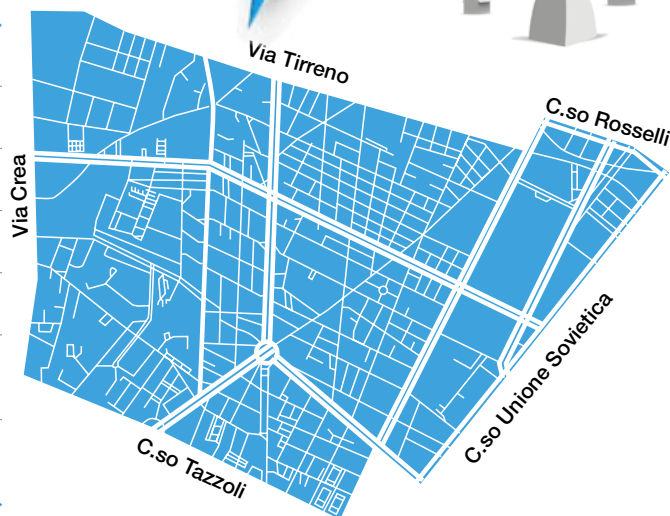 Via Tirreno
C.so Rosselli
Via Crea
C.so Unione Sovietica
C.so Tazzoli